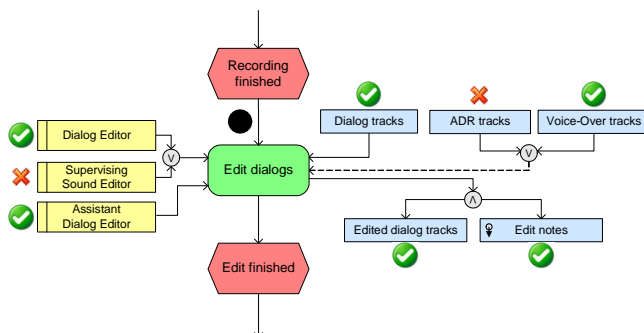 Recording
finished
Dialog tracks
ADR tracks
Voice-Over tracks
Dialog Editor
V
V
Supervising
Sound Editor
Edit dialogs
Assistant
Dialog Editor
Λ
Edited dialog tracks
Edit notes
Edit finished